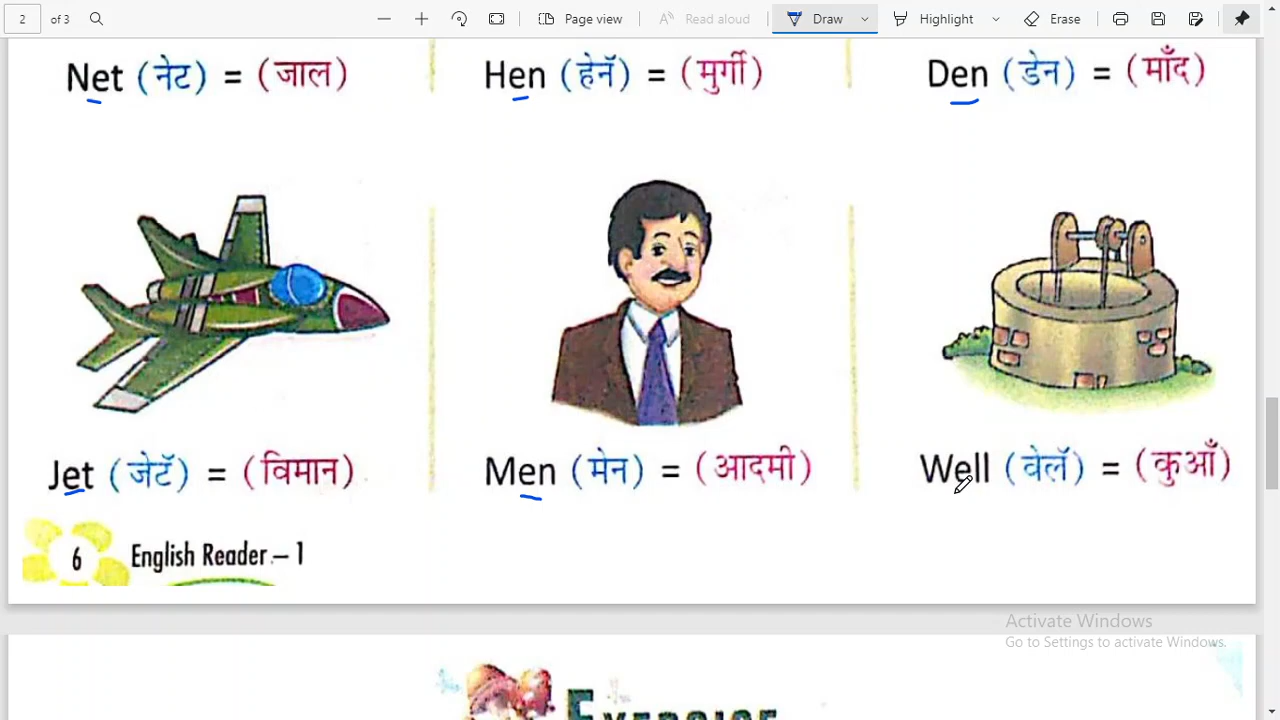 2 of 3 Page view Read aloud Draw Highlight Erase
Net (नेट) = (जाल) Hen (हेनॅ) = (मुर्गी) Den (डेन) = (माँद)
Jet (जेटॅ) = (विमान) Men (मेन) = (आदमी) Well (वेलॅ) = (कुआँ)
6 English Reader – 1
Activate Windows
Go to Settings to activate Windows.
EXERCISE